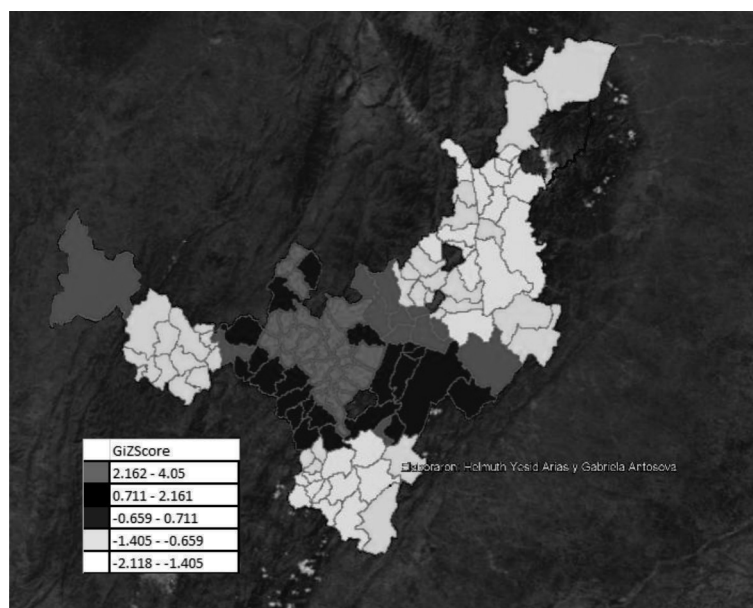 GiZScore
2.162 - 4.05
0.711 - 2.161
-0.659 - 0.711
-1.405 - -0.659
-2.118 - -1.405
Elaboraron: Helmuth Yesid Arias y Gabriela Antosova